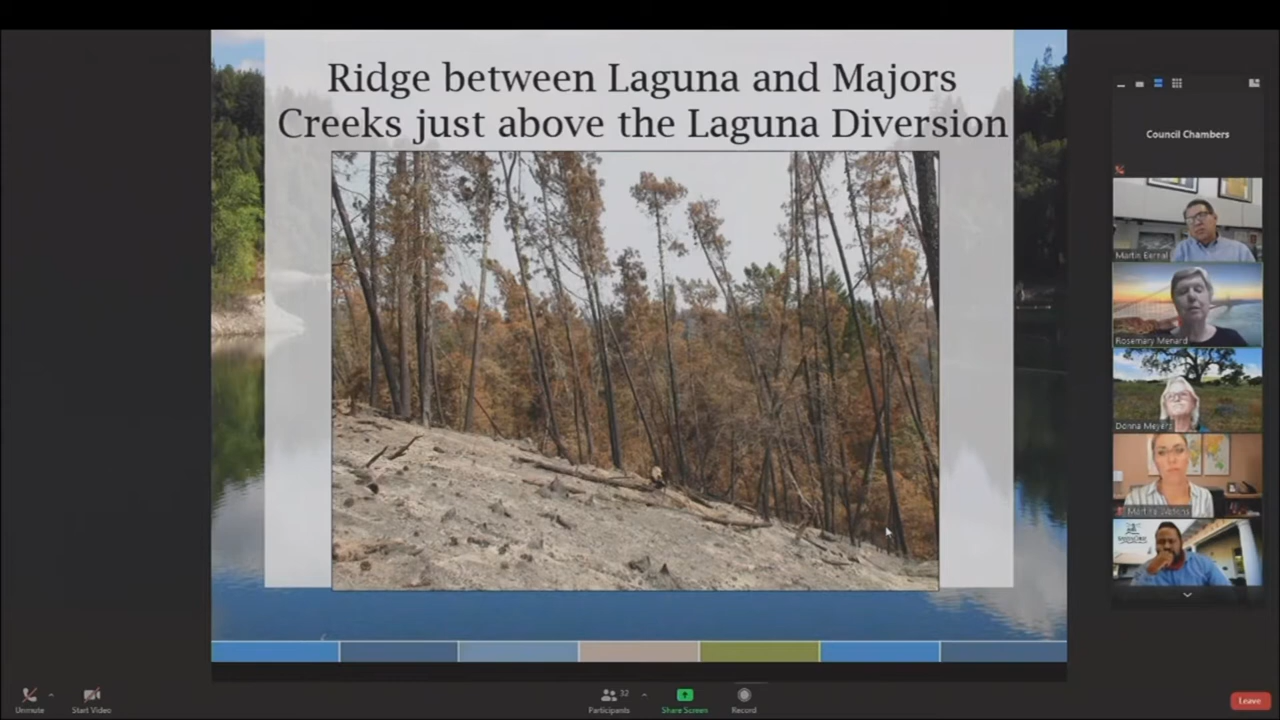 Ridge between Laguna and Majors
Creeks just above the Laguna Diversion
Council Chambers
Martin Bernal
Rosemary Menard
Donna Meyers
Unmute
Start Video
32
Participants
Share Screen
Record
Leave